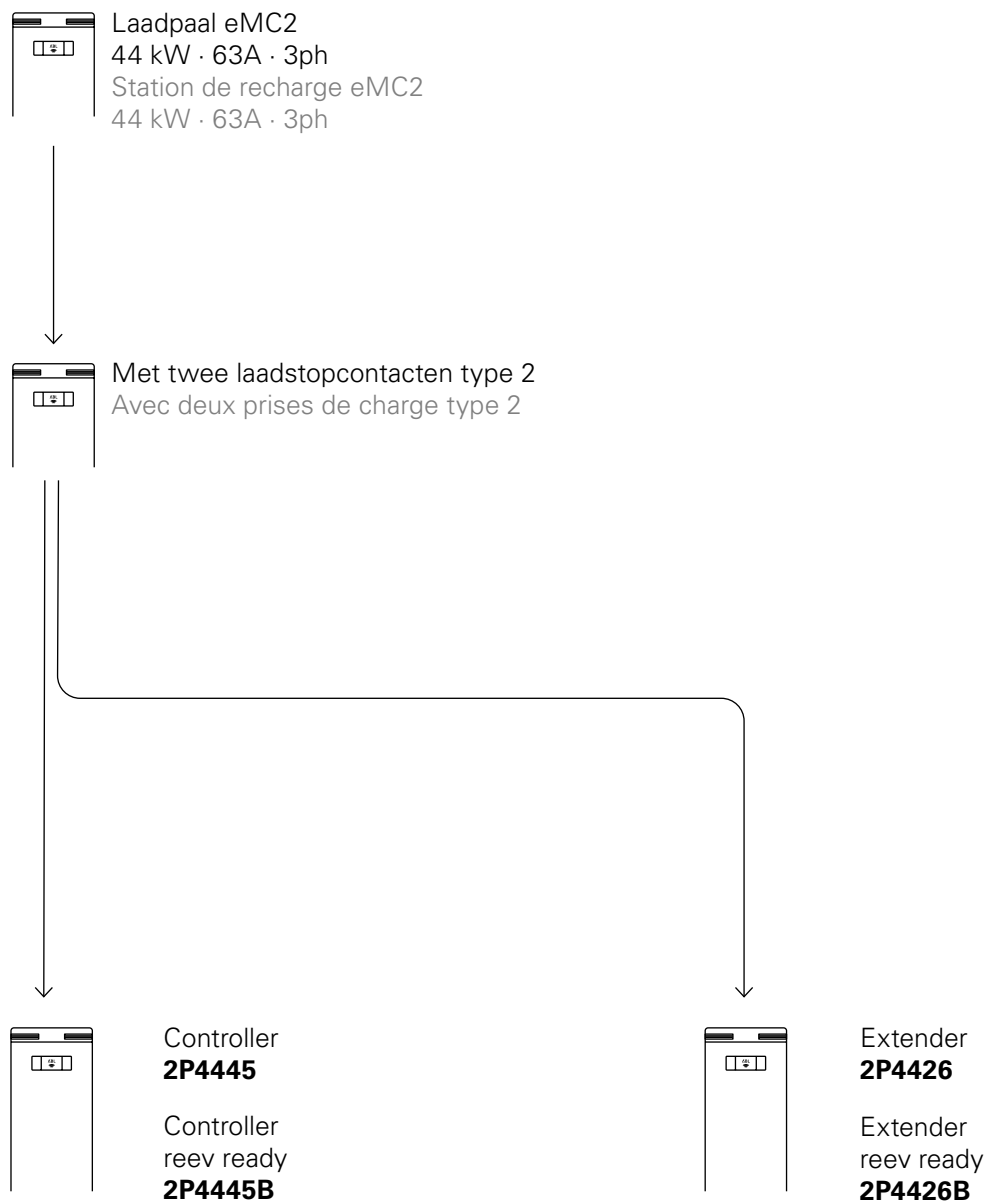 Laadpaal eMC2
44 kW · 63A · 3ph
Station de recharge eMC2
44 kW · 63A · 3ph
Met twee laadstopcontacten type 2
Avec deux prises de charge type 2
Controller
2P4445
Controller
reev ready
2P4445B
Extender
2P4426
Extender
reev ready
2P4426B